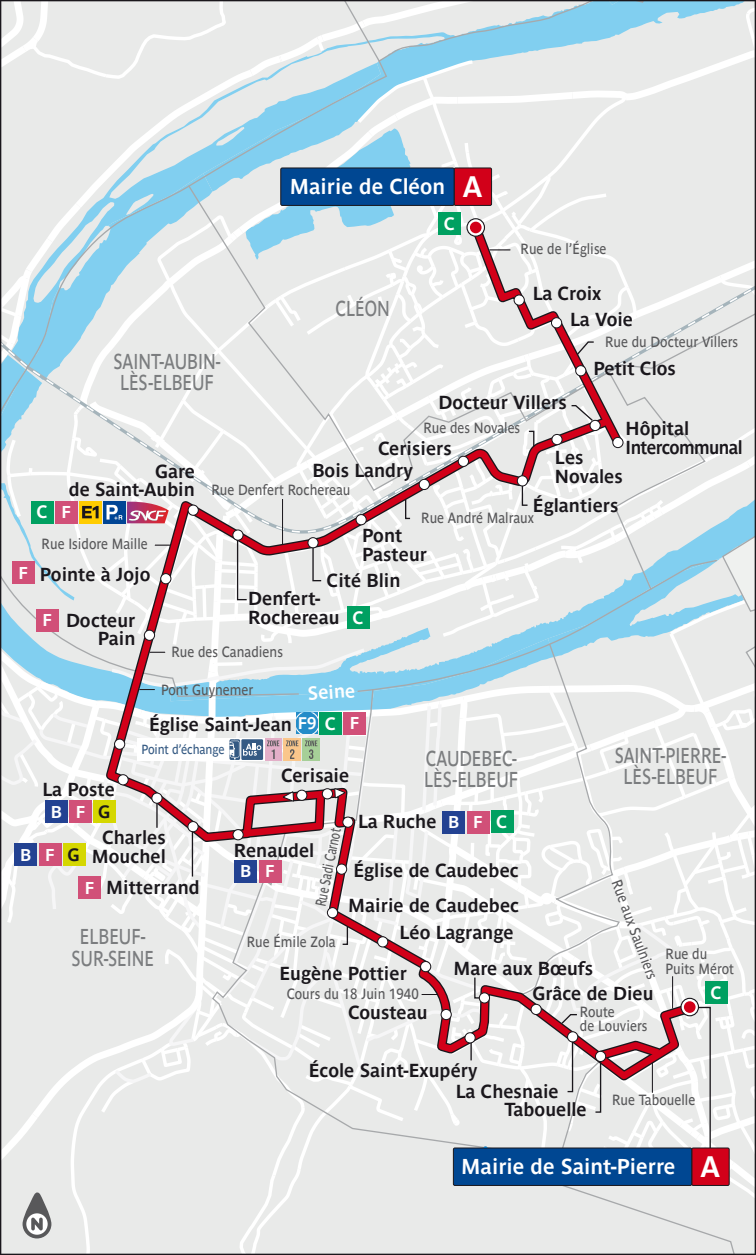 Mairie de Cléon A
C
Rue de l'Église
La Croix
CLÉON
La Voie
Rue du Docteur Villers
SAINT-AUBIN-
LÈS-ELBEUF
Petit Clos
Docteur Villers
Rue des Novales
Hôpital
Intercommunal
Cerisiers
Les
Novales
Bois Landry
Gare
de Saint-Aubin
Rue Denfert Rochereau
Églantiers
C F E1 P+R SNCF
Rue André Malraux
Pont
Pasteur
Rue Isidore Maille
F Pointe à Jojo
Cité Blin
Denfert-
Rochereau C
F Docteur
Pain
Rue des Canadiens
Pont Guynemer
Seine
Église Saint-Jean F9 C F
Point d'échange Allo bus ZONE 1 ZONE 2 ZONE 3
CAUDEBEC-
LÈS-ELBEUF
SAINT-PIERRE-
LÈS-ELBEUF
Cerisaie
La Poste
B F G
La Ruche B F C
Charles
B F G Mouchel
Renaudel
B F
Rue Sadi Carnot
Église de Caudebec
F Mitterrand
Mairie de Caudebec
Rue aux Saulniers
ELBEUF-
SUR-SEINE
Rue Émile Zola
Léo Lagrange
Rue du
Puits Mérot
Eugène Pottier
Mare aux Bœufs
C
Cours du 18 Juin 1940
Grâce de Dieu
Cousteau
Route
de Louviers
École Saint-Exupéry
La Chesnaie
Tabouelle
Rue Tabouelle
Mairie de Saint-Pierre A
N